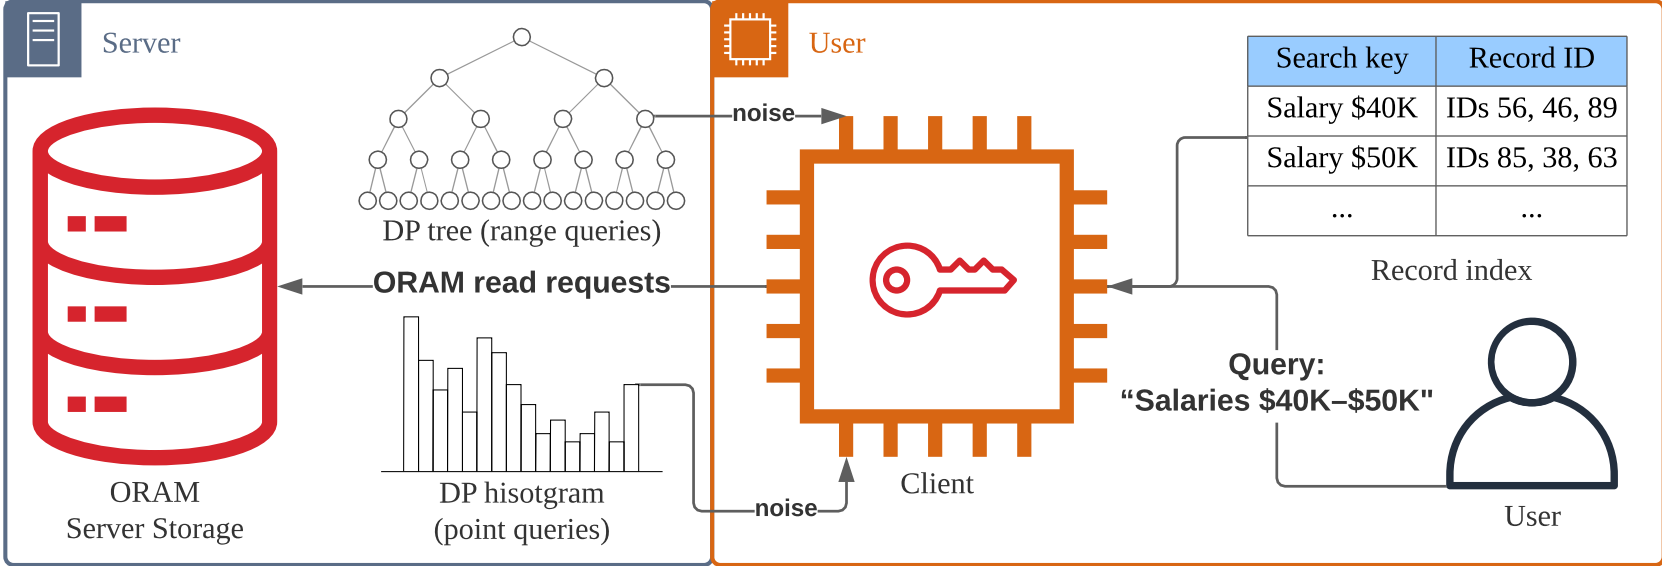 Server
User
noise
DP tree (range queries)
ORAM read requests
DP hisotgram
(point queries)
noise
ORAM
Server Storage
Client
Search key Record ID
Salary $40K IDs 56, 46, 89
Salary $50K IDs 85, 38, 63
... ...
Record index
Query:
“Salaries $40K–$50K"
User